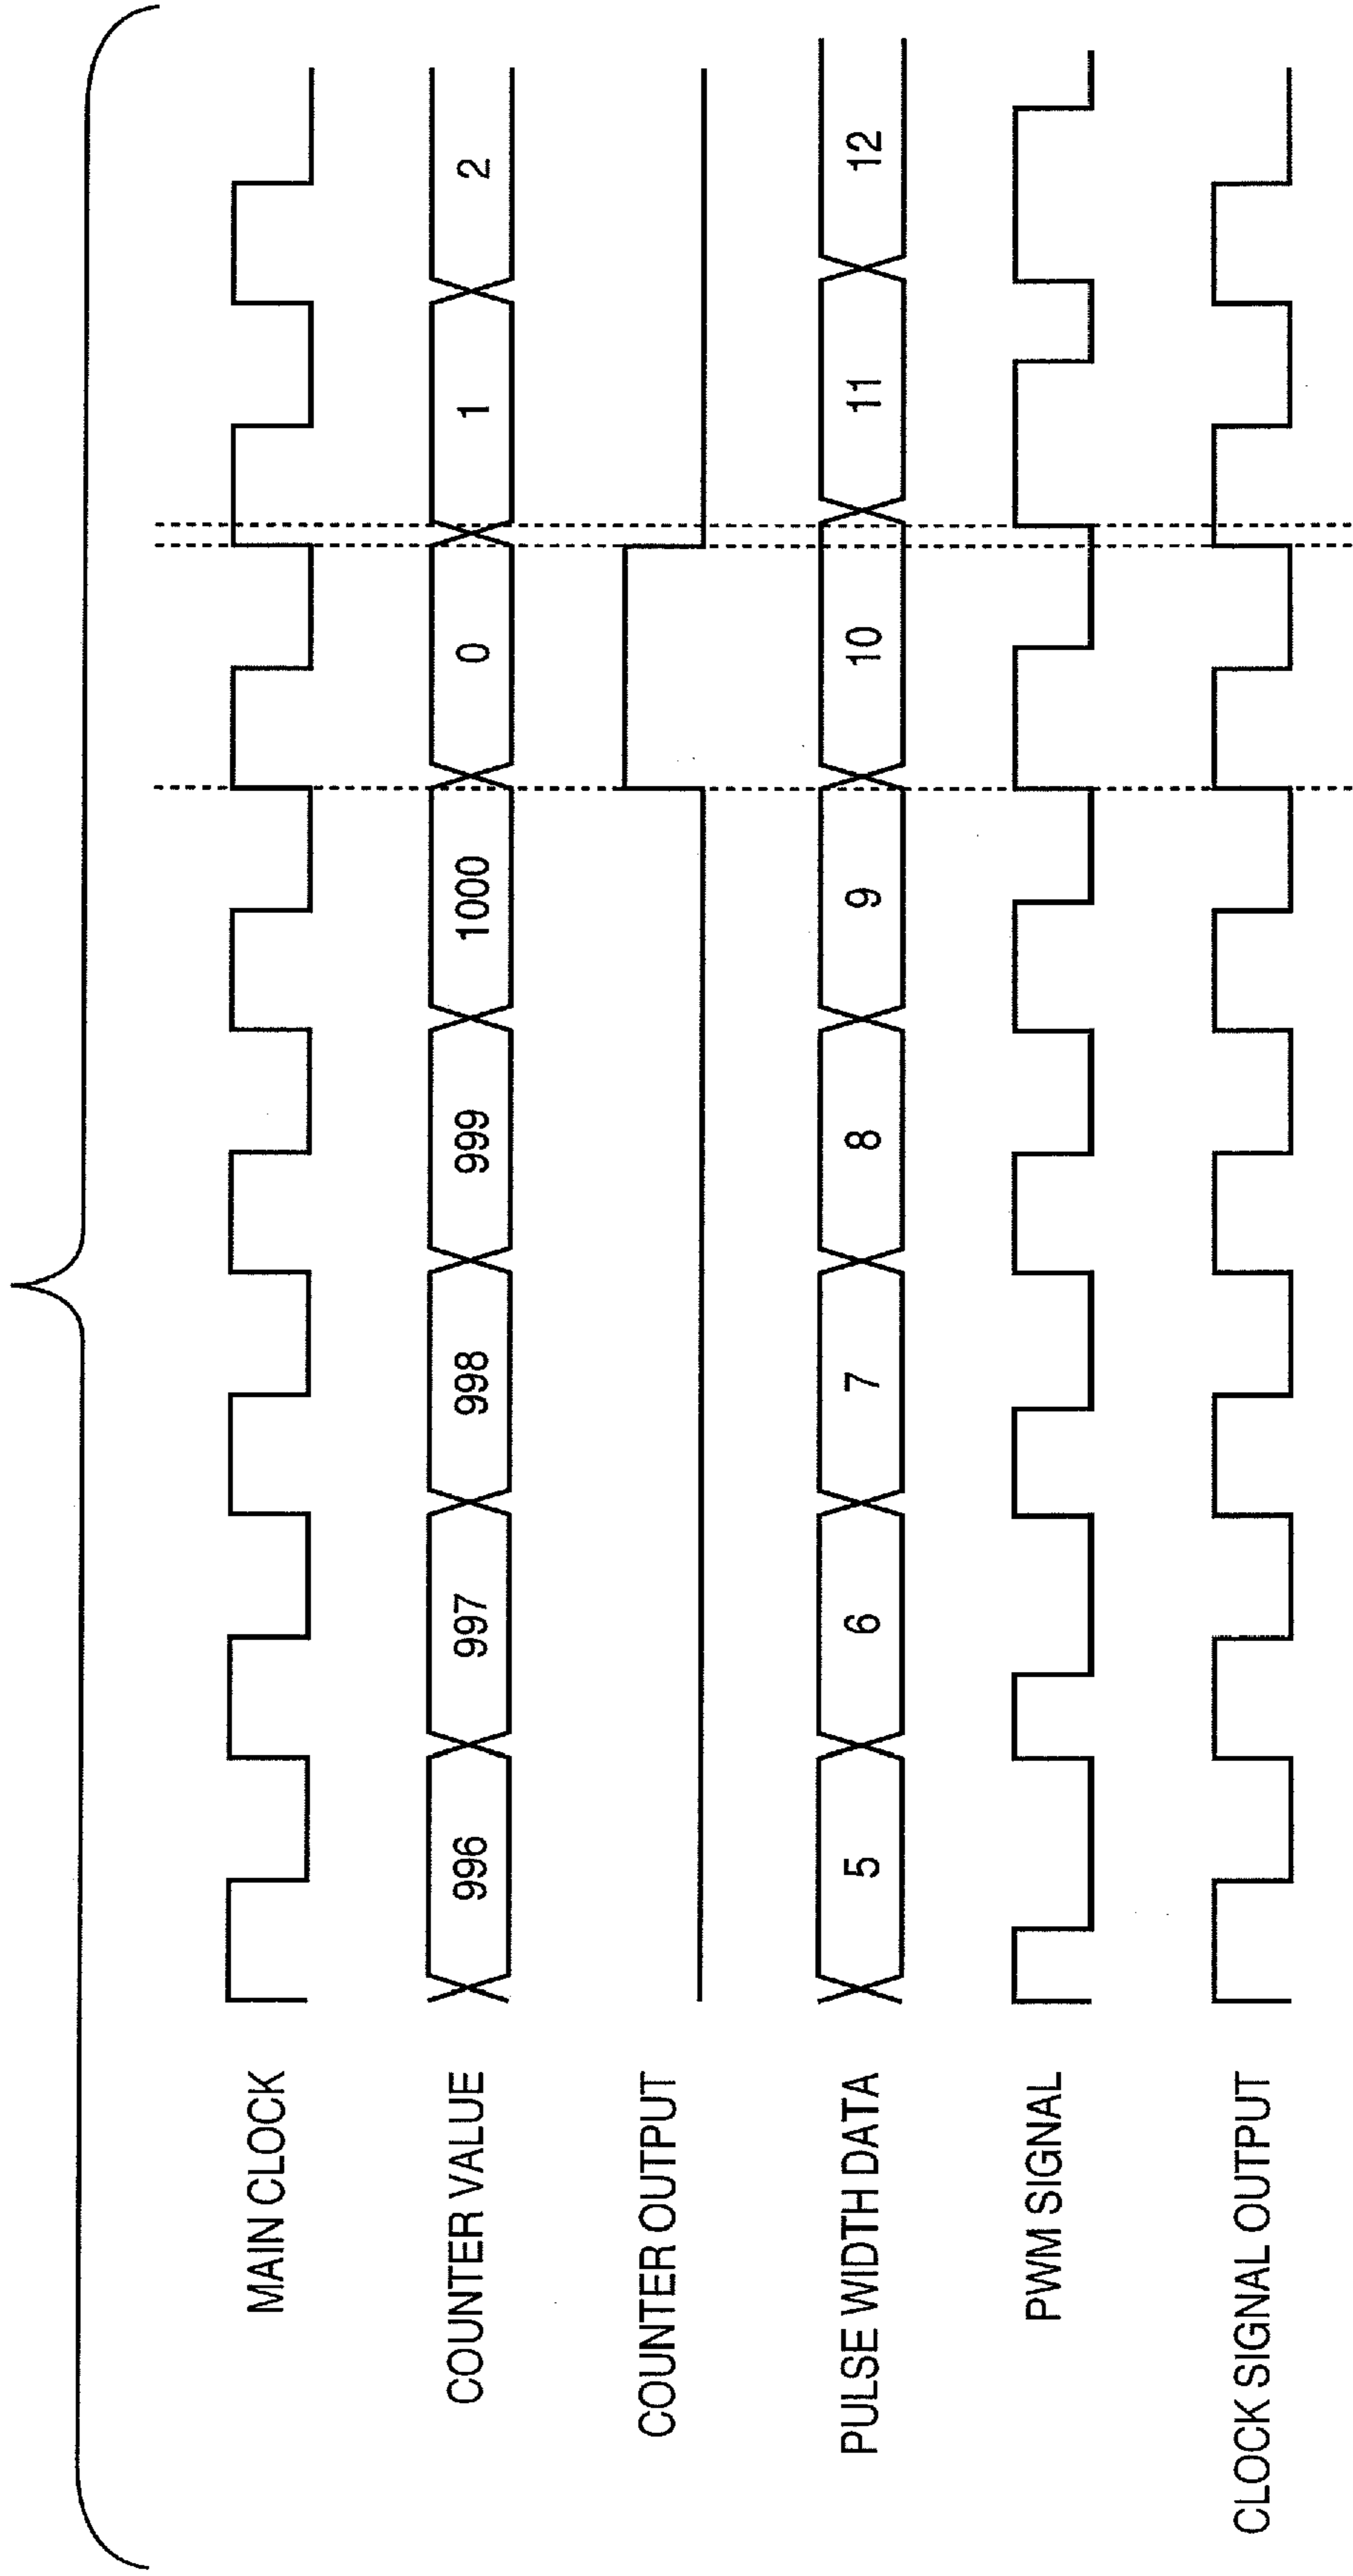 MAIN CLOCK
COUNTER VALUE 996 997 998 999 1000 0 1 2
COUNTER OUTPUT
PULSE WIDTH DATA 5 6 7 8 9 10 11 12
PWM SIGNAL
CLOCK SIGNAL OUTPUT